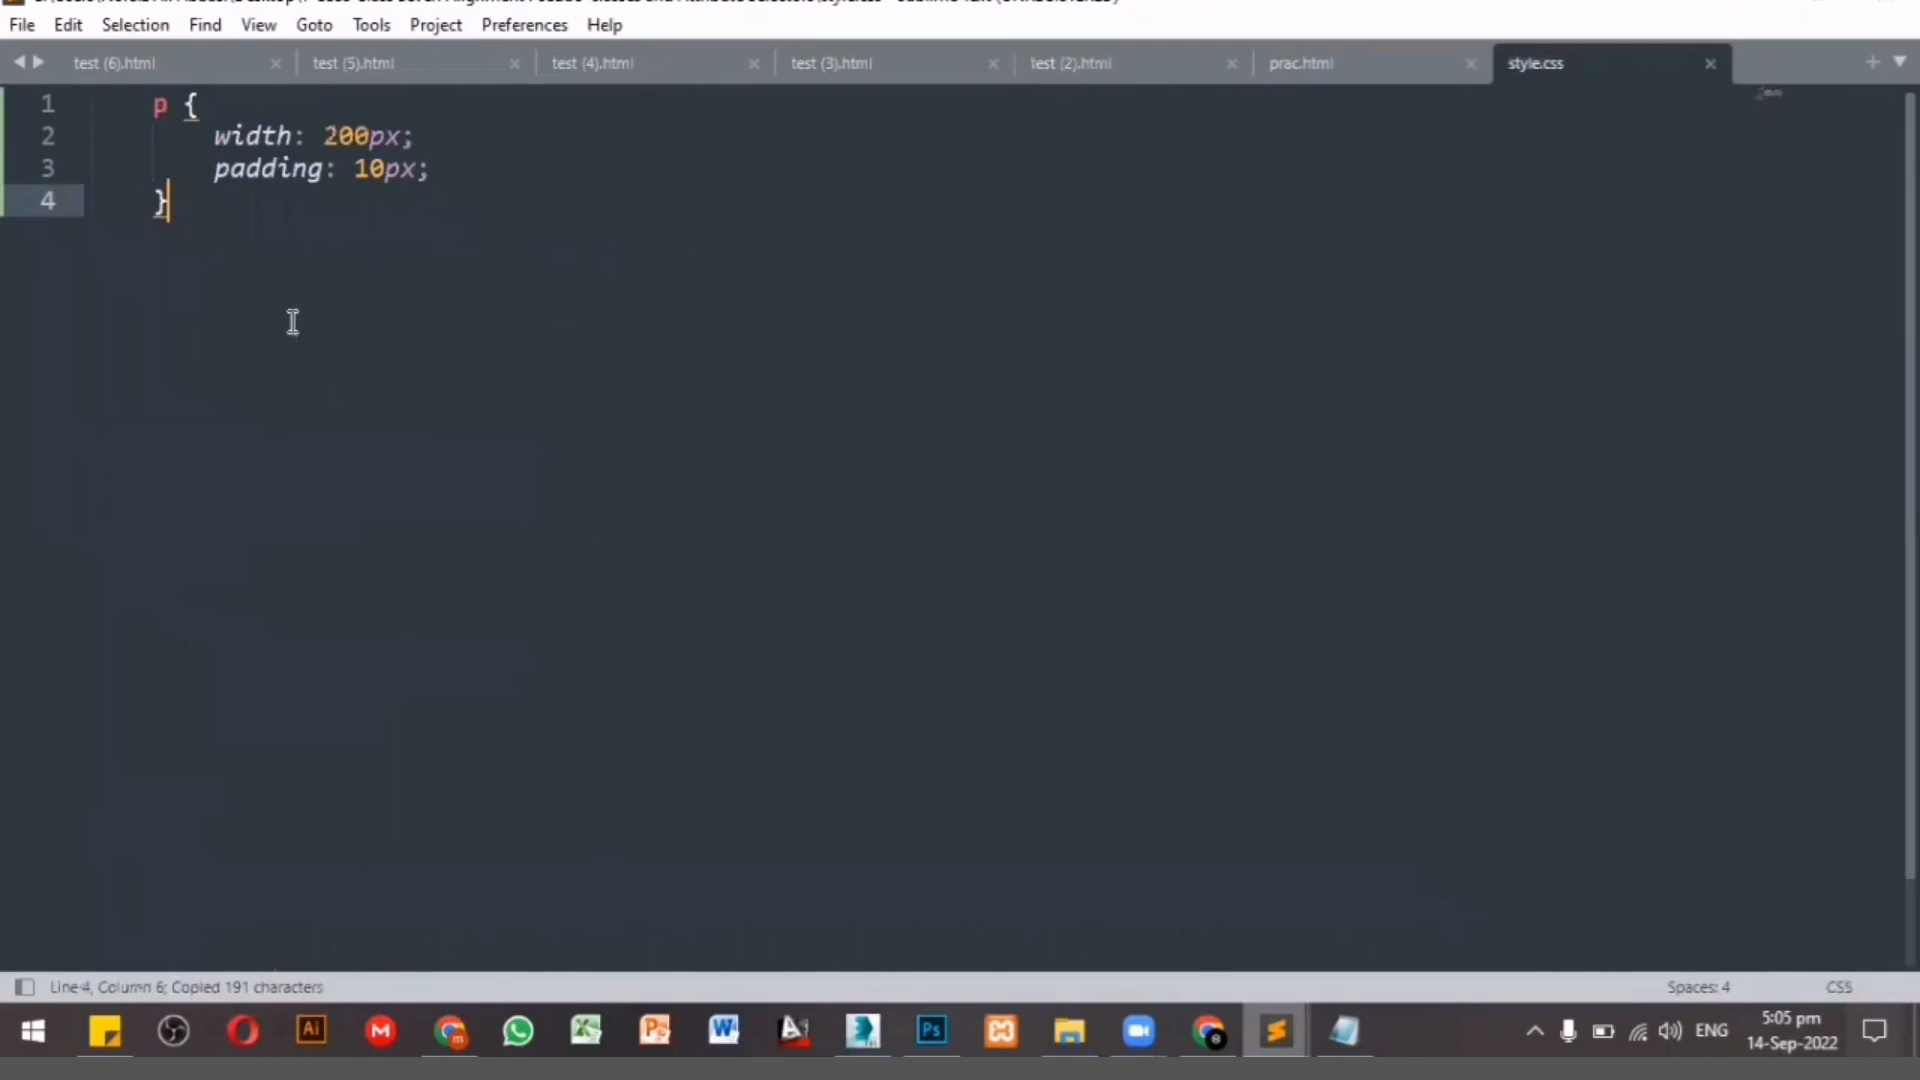 File Edit Selection Find View Goto Tools Project Preferences Help
test (6).html test (5).html test (4).html test (3).html test (2).html prac.html style.css
1 p {
2 width: 200px;
3 padding: 10px;
4 }
Line 4, Column 6; Copied 191 characters Spaces: 4 CSS
ENG 5:05 pm
14-Sep-2022